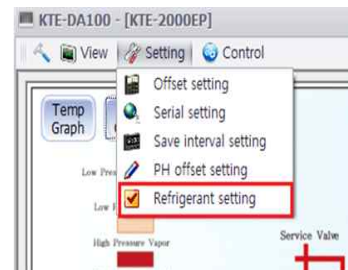 KTE-DA100 - [KTE-2000EP]
View Setting Control
Offset setting
Serial setting
Save interval setting
PH offset setting
Refrigerant setting
Temp
Graph
Low Pres
Low
High Pressure Vapor
Service Valve